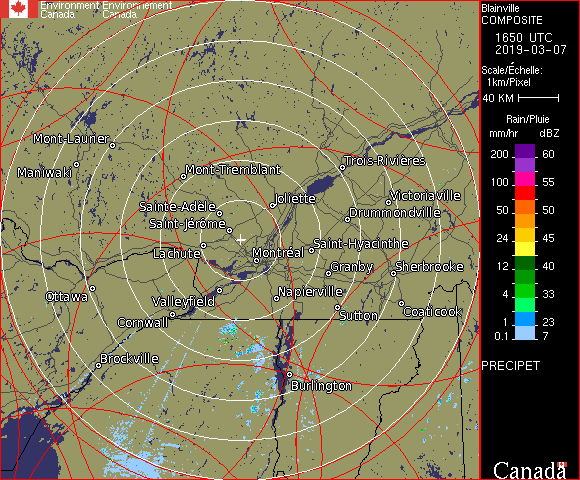 Environment Environnement
Canada Canada
Blainville
COMPOSITE
1650 UTC
2019-03-07
Scale/Échelle:
1km/Pixel
40 KM
Rain/Pluie
mm/hr dBZ
200 60
100 55
50 50
24 45
12 40
4 33
1 23
0.1 7
PRECIPET
Canada
Mont-Laurier
Maniwaki
Mont-Tremblant
Trois-Rivières
Joliette
Victoriaville
Sainte-Adèle
Drummondville
Saint-Jérôme
Saint-Hyacinthe
Lachute
Montréal
Granby
Sherbrooke
Ottawa
Valleyfield
Napierville
Coaticook
Sutton
Cornwall
Brockville
Burlington